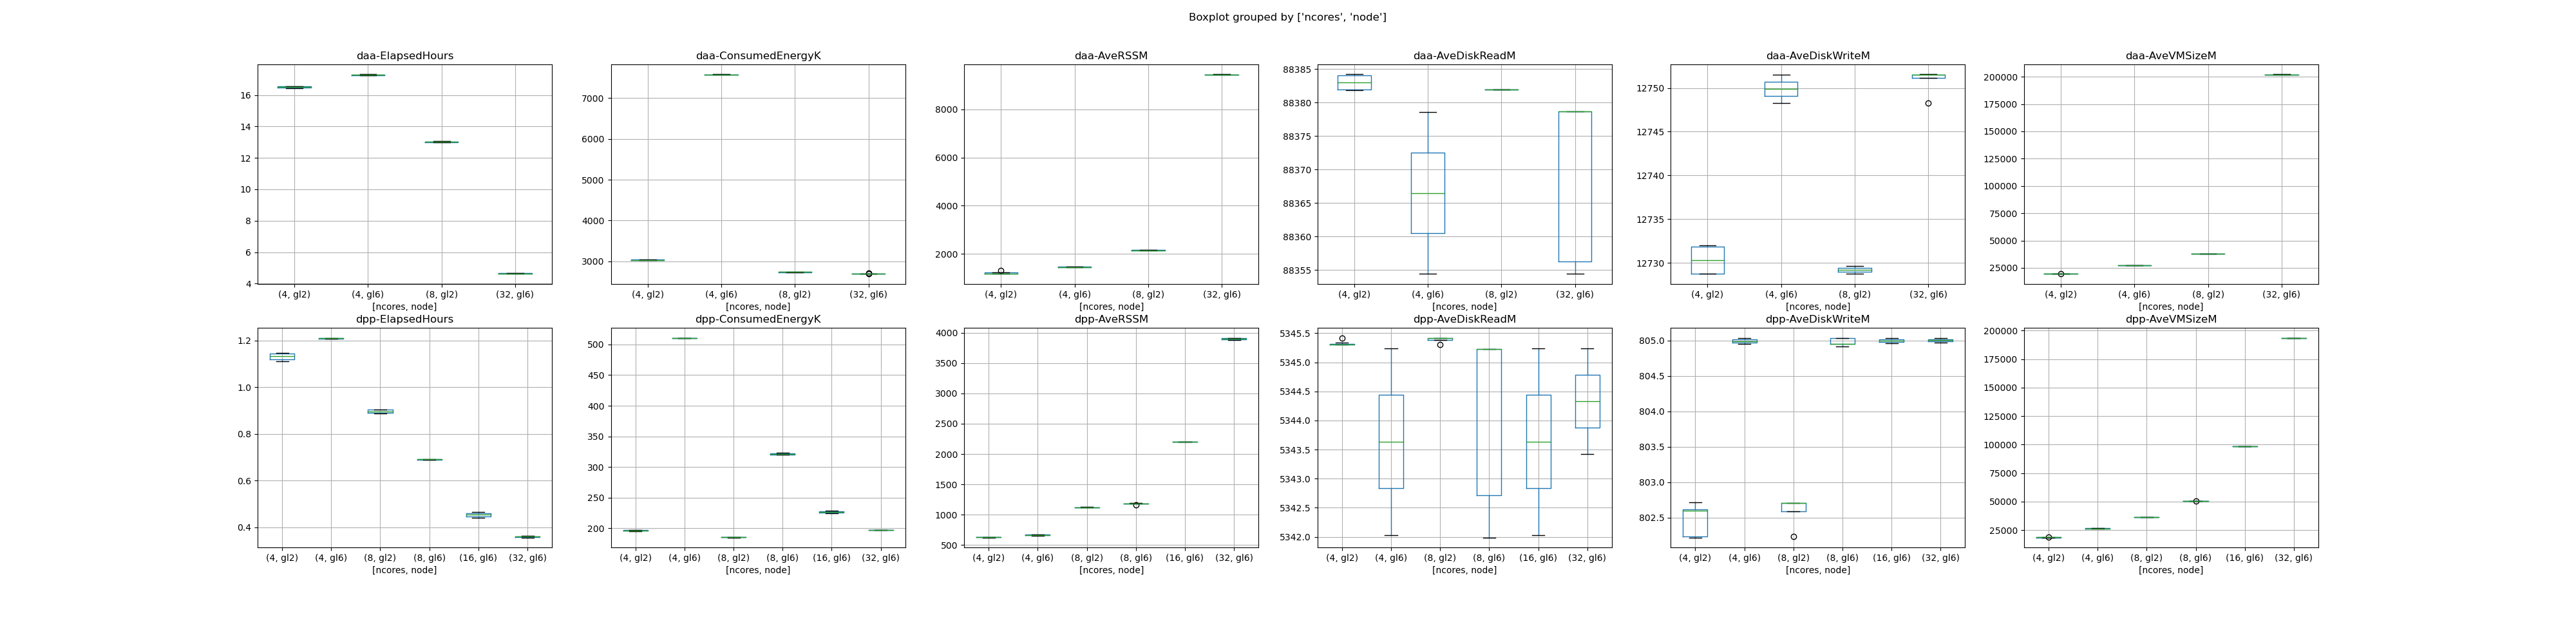 Boxplot grouped by ['ncores', 'node']
daa-ElapsedHours
16
14
12
10
8
6
4
(4, gl2) (4, gl6) (8, gl2) (32, gl6)
[ncores, node]
daa-ConsumedEnergyK
7000
6000
5000
4000
3000
(4, gl2) (4, gl6) (8, gl2) (32, gl6)
[ncores, node]
daa-AveRSSM
8000
6000
4000
2000
(4, gl2) (4, gl6) (8, gl2) (32, gl6)
[ncores, node]
daa-AveDiskReadM
88385
88380
88375
88370
88365
88360
88355
(4, gl2) (4, gl6) (8, gl2) (32, gl6)
[ncores, node]
daa-AveDiskWriteM
12750
12745
12740
12735
12730
(4, gl2) (4, gl6) (8, gl2) (32, gl6)
[ncores, node]
daa-AveVMSizeM
200000
175000
150000
125000
100000
75000
50000
25000
(4, gl2) (4, gl6) (8, gl2) (32, gl6)
[ncores, node]
dpp-ElapsedHours
1.2
1.0
0.8
0.6
0.4
(4, gl2) (4, gl6) (8, gl2) (8, gl6) (16, gl6) (32, gl6)
[ncores, node]
dpp-ConsumedEnergyK
500
450
400
350
300
250
200
(4, gl2) (4, gl6) (8, gl2) (8, gl6) (16, gl6) (32, gl6)
[ncores, node]
dpp-AveRSSM
4000
3500
3000
2500
2000
1500
1000
500
(4, gl2) (4, gl6) (8, gl2) (8, gl6) (16, gl6) (32, gl6)
[ncores, node]
dpp-AveDiskReadM
5345.5
5345.0
5344.5
5344.0
5343.5
5343.0
5342.5
5342.0
(4, gl2) (4, gl6) (8, gl2) (8, gl6) (16, gl6) (32, gl6)
[ncores, node]
dpp-AveDiskWriteM
805.0
804.5
804.0
803.5
803.0
802.5
(4, gl2) (4, gl6) (8, gl2) (8, gl6) (16, gl6) (32, gl6)
[ncores, node]
dpp-AveVMSizeM
200000
175000
150000
125000
100000
75000
50000
25000
(4, gl2) (4, gl6) (8, gl2) (8, gl6) (16, gl6) (32, gl6)
[ncores, node]